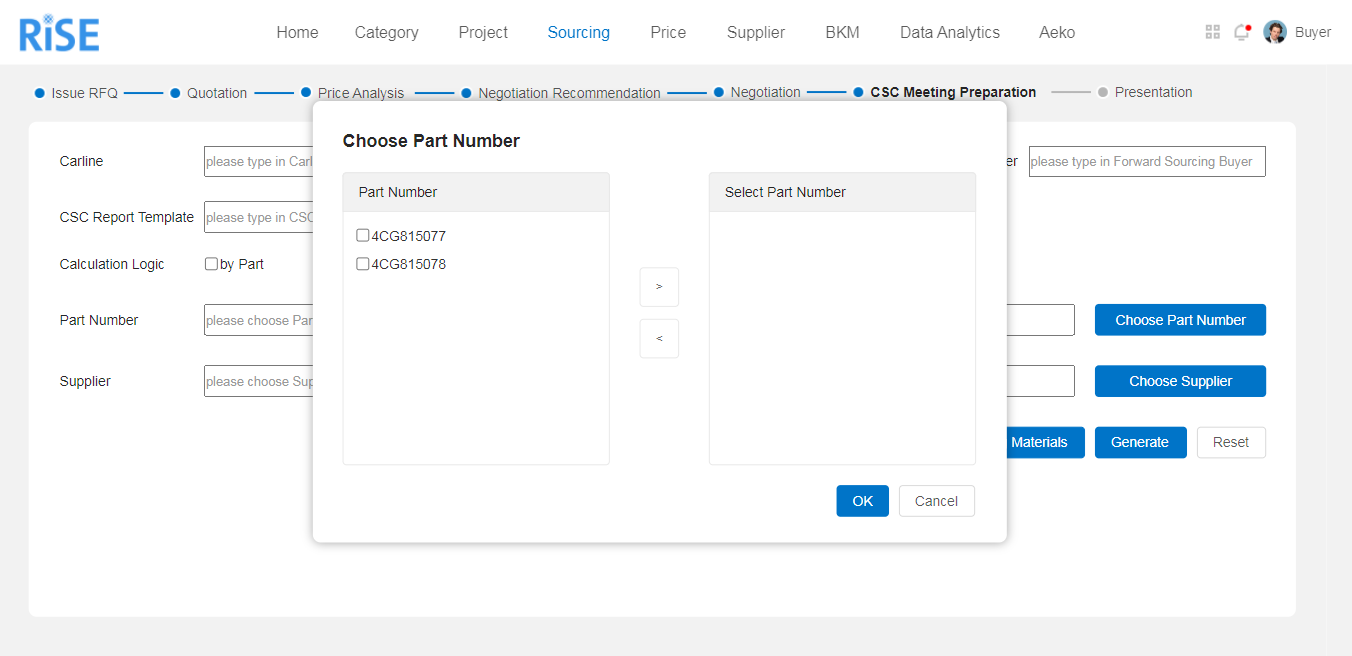 RiSE
Home Category Project Sourcing Price Supplier BKM Data Analytics Aeko Buyer
Issue RFQ Quotation Price Analysis Negotiation Recommendation Negotiation CSC Meeting Preparation Presentation
Choose Part Number
Carline please type in Carl er please type in Forward Sourcing Buyer
Part Number Select Part Number
CSC Report Template please type in CSC
4CG815077
Calculation Logic by Part 4CG815078
>
Part Number please choose Par Choose Part Number
<
Supplier please choose Sup Choose Supplier
Materials Generate Reset
OK Cancel